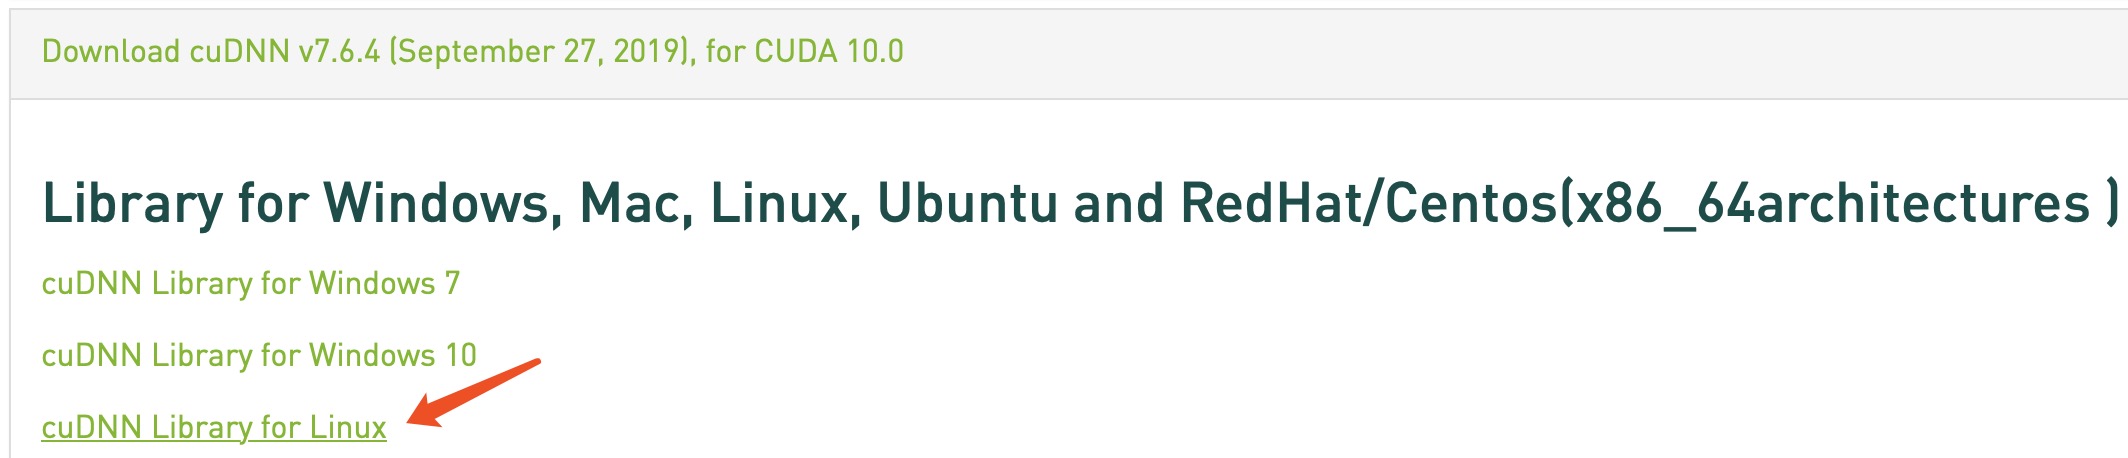 Download cuDNN v7.6.4 (September 27, 2019), for CUDA 10.0
Library for Windows, Mac, Linux, Ubuntu and RedHat/Centos(x86_64architectures )
cuDNN Library for Windows 7
cuDNN Library for Windows 10
cuDNN Library for Linux